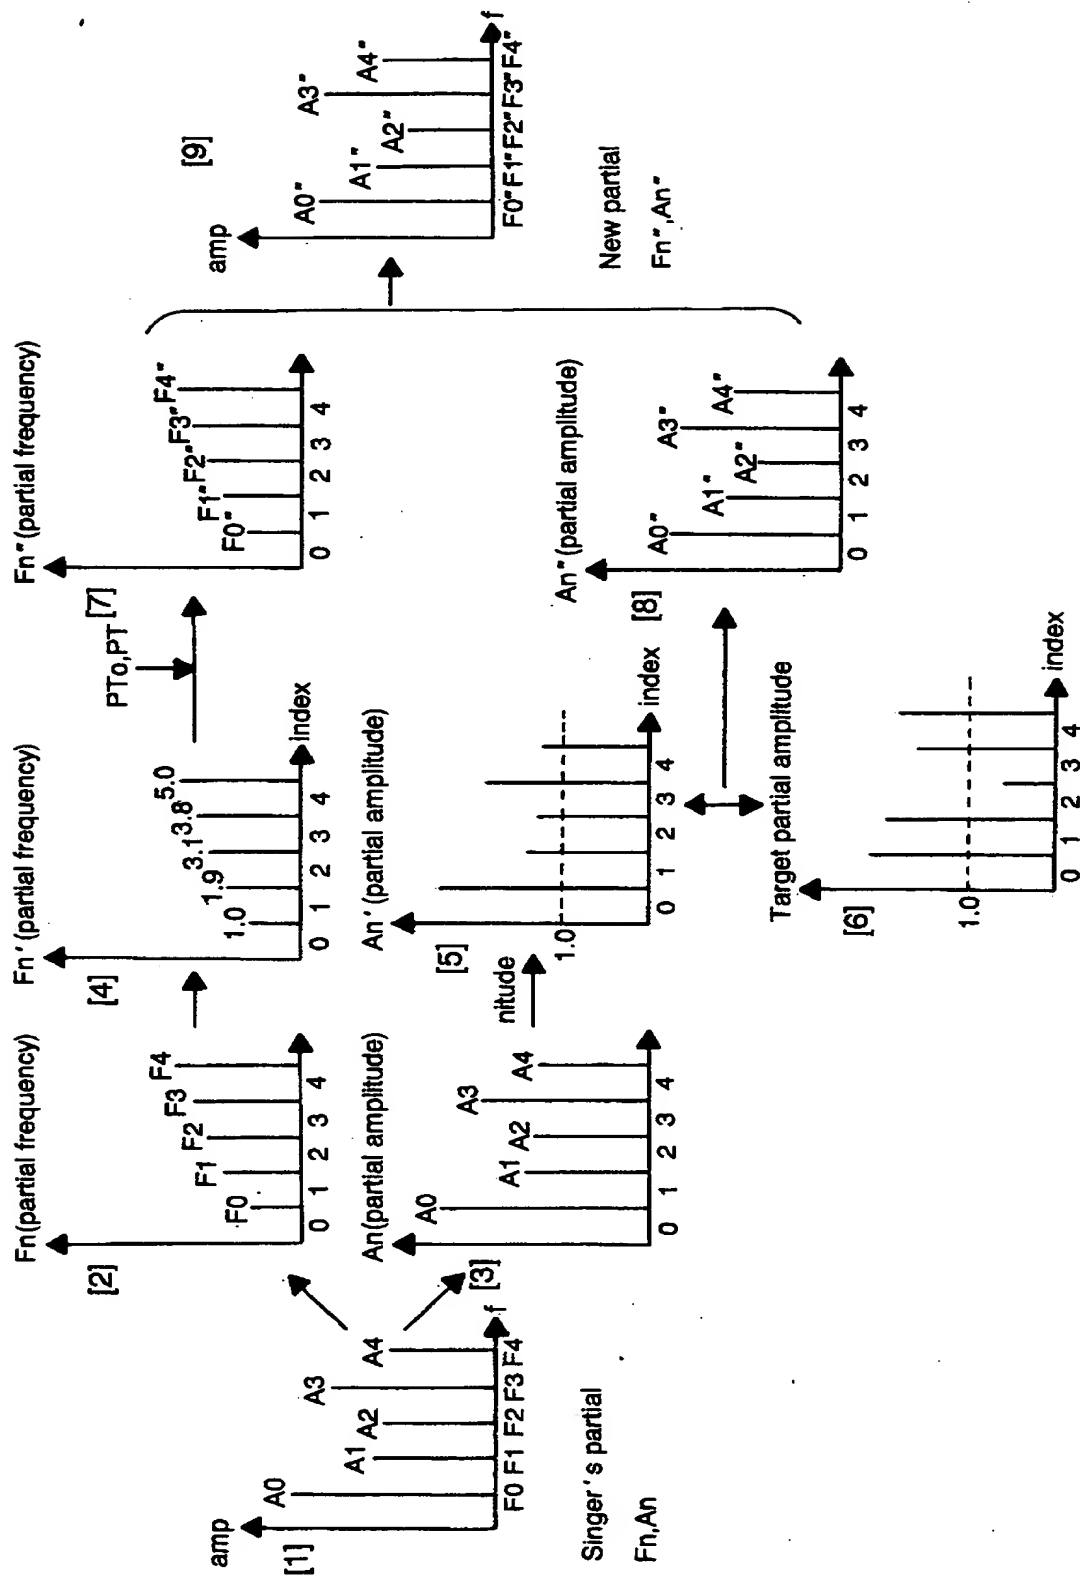 [1]
amp
A0
A1
A2
A3
A4
F0 F1 F2 F3 F4
f
Singer's partial
Fn,An
[2]
Fn(partial frequency)
F0
F1
F2
F3
F4
0 1 2 3 4
[3]
An(partial amplitude)
A0
A1
A2
A3
A4
0 1 2 3 4
[4]
Fn' (partial frequency)
1.0
1.9
3.1
3.8
5.0
0 1 2 3 4
index
nitude
[5]
An' (partial amplitude)
1.0
0 1 2 3 4
index
[6]
Target partial amplitude
1.0
0 1 2 3 4
index
PTo,PT
[7]
Fn" (partial frequency)
F0"
F1"
F2"
F3"
F4"
0 1 2 3 4
[8]
An" (partial amplitude)
A0"
A1"
A2"
A3"
A4"
0 1 2 3 4
[9]
amp
A0"
A1"
A2"
A3"
A4"
F0" F1" F2" F3" F4"
f
New partial
Fn",An"